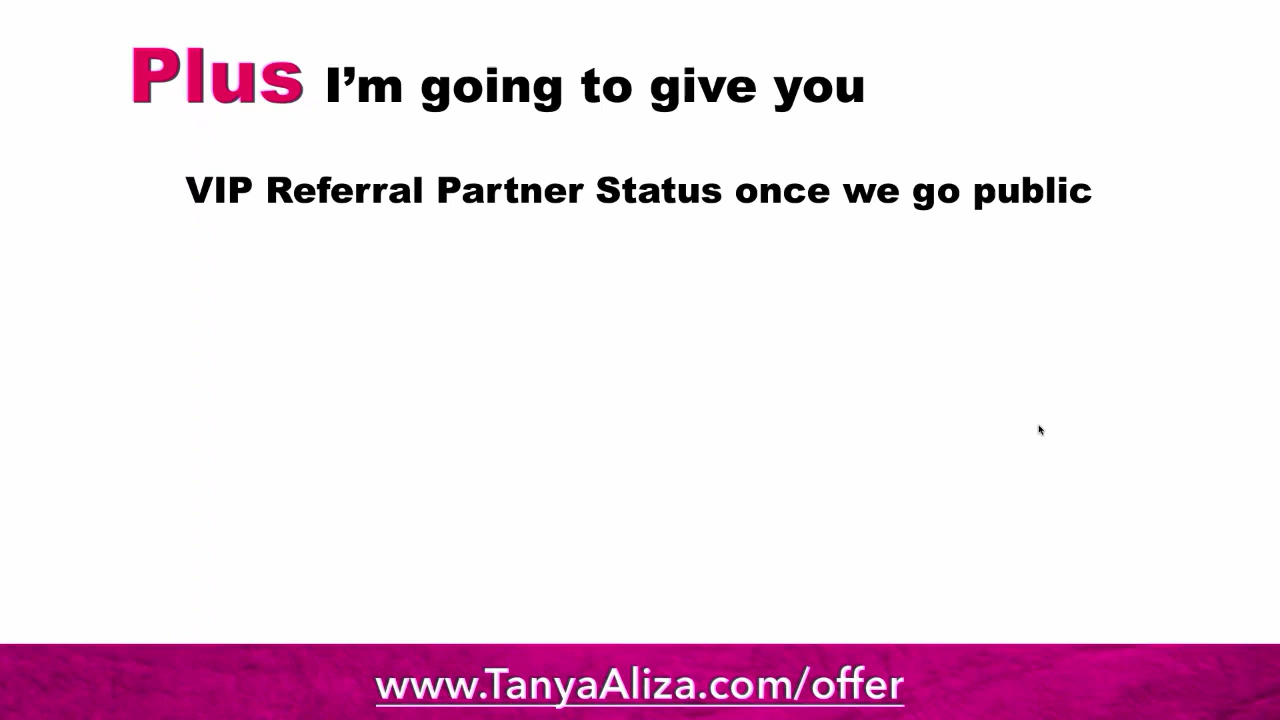 Plus I’m going to give you
VIP Referral Partner Status once we go public
www.TanyaAliza.com/offer